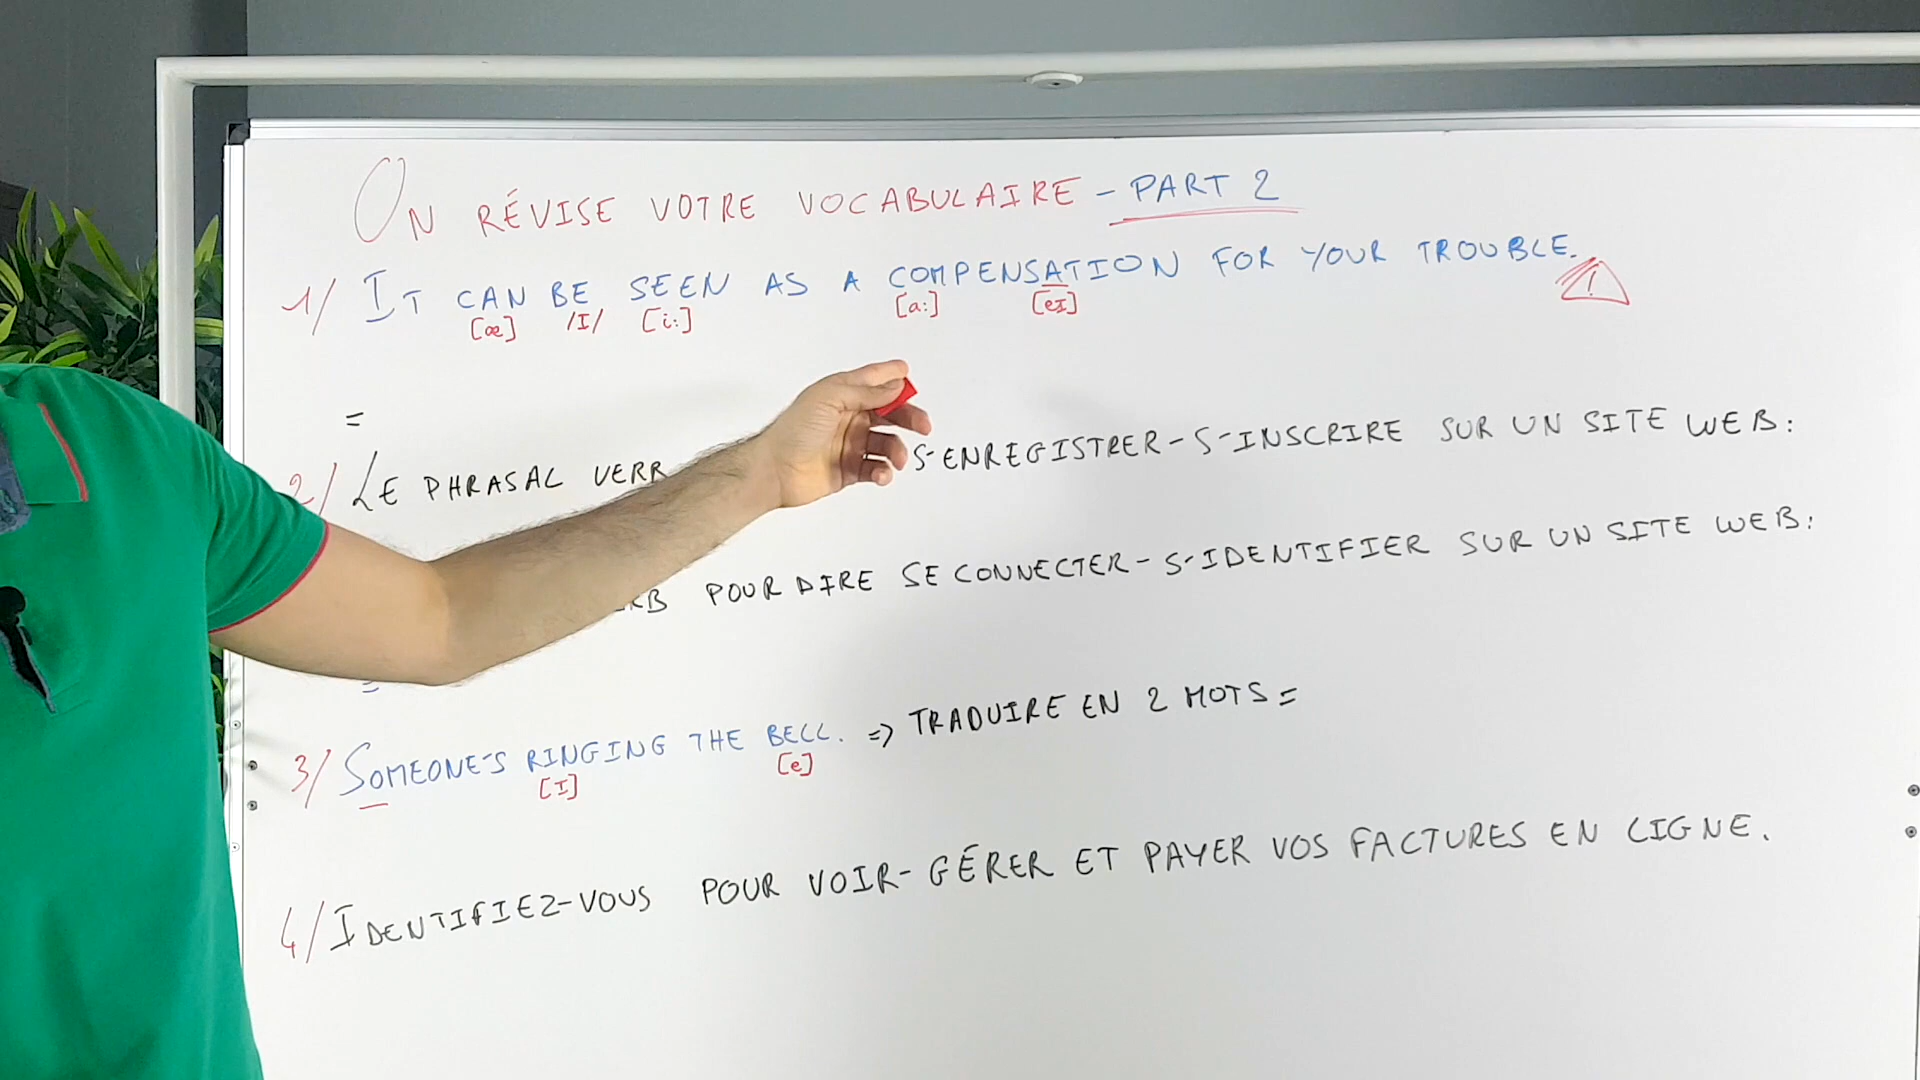 ON RÉVISE VOTRE VOCABULAIRE - PART 2
1/ IT CAN BE SEEN AS A COMPENSATION FOR YOUR TROUBLE.
[æ] /I/ [i:] [a:] [eI] !
=
2/ LE PHRASAL VERB S-ENREGISTRER - S-INSCRIRE SUR UN SITE WEB:
POUR DIRE SE CONNECTER - S-IDENTIFIER SUR UN SITE WEB:
=
3/ SOMEONE'S RINGING THE BELL. => TRADUIRE EN 2 MOTS =
[I] [e]
4/ IDENTIFIEZ-VOUS POUR VOIR - GÉRER ET PAYER VOS FACTURES EN LIGNE.